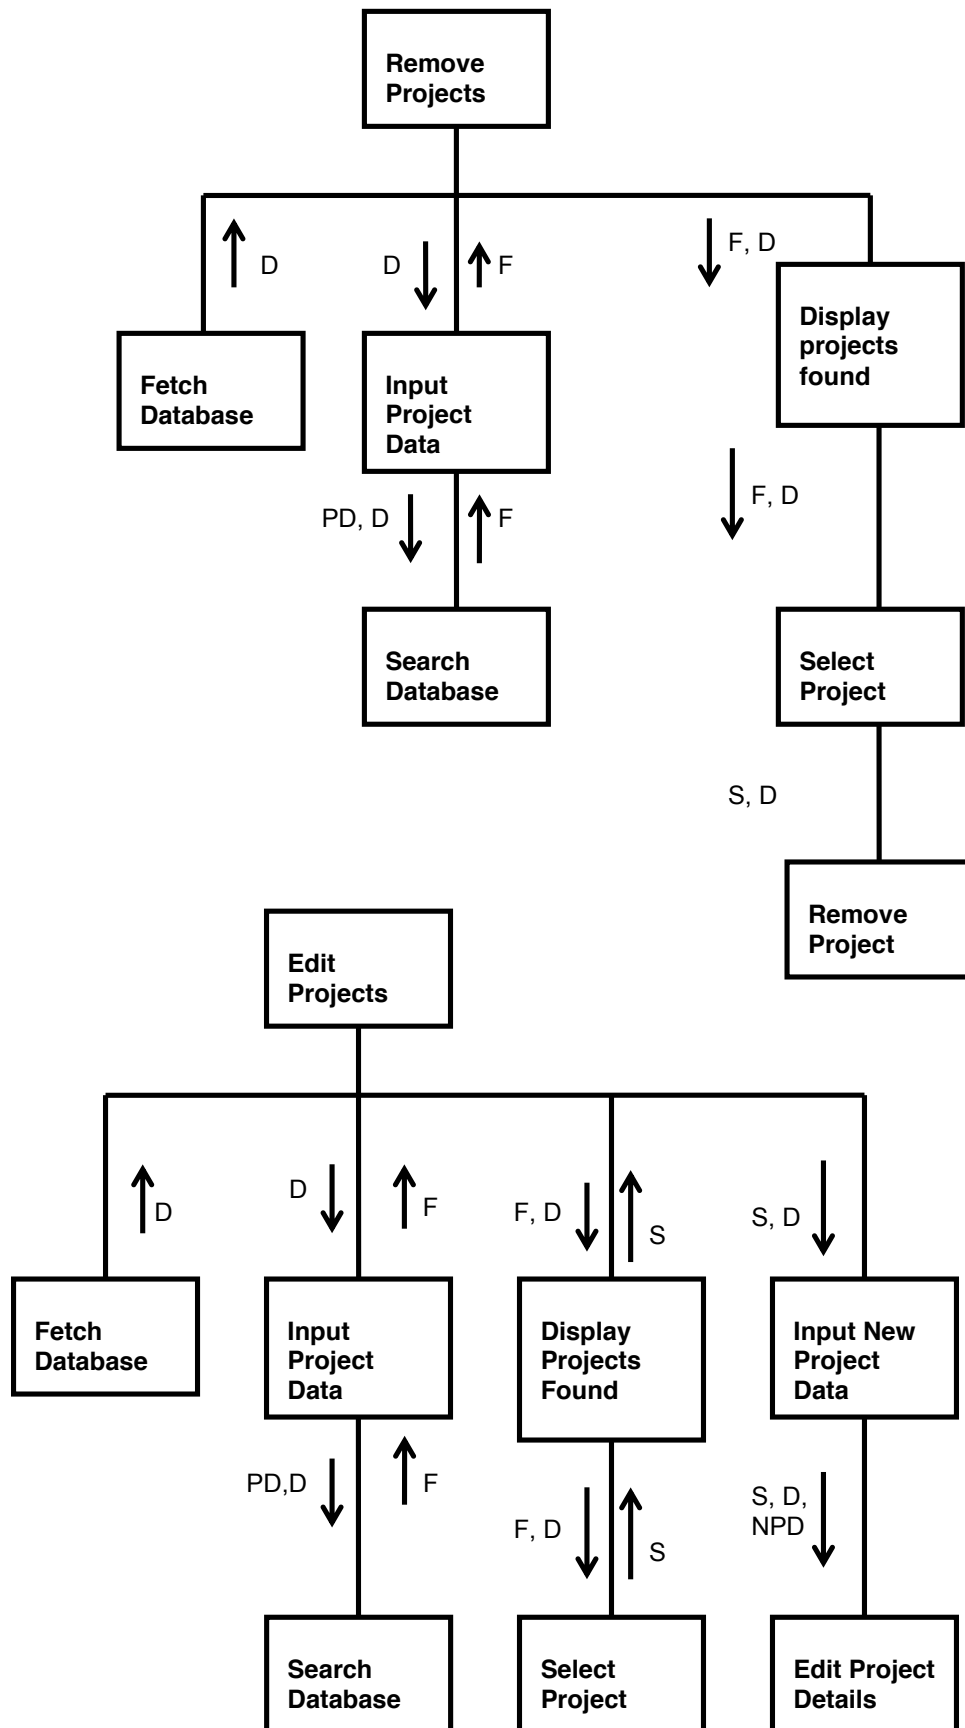 Remove
Projects
D
D
F
F, D
Display
projects
found
Fetch
Database
Input
Project
Data
PD, D
F
F, D
Search
Database
Select
Project
S, D
Remove
Project
Edit
Projects
D
D
F
F, D
S
S, D
Fetch
Database
Input
Project
Data
Display
Projects
Found
Input New
Project
Data
PD,D
F
F, D
S
S, D,
NPD
Search
Database
Select
Project
Edit Project
Details